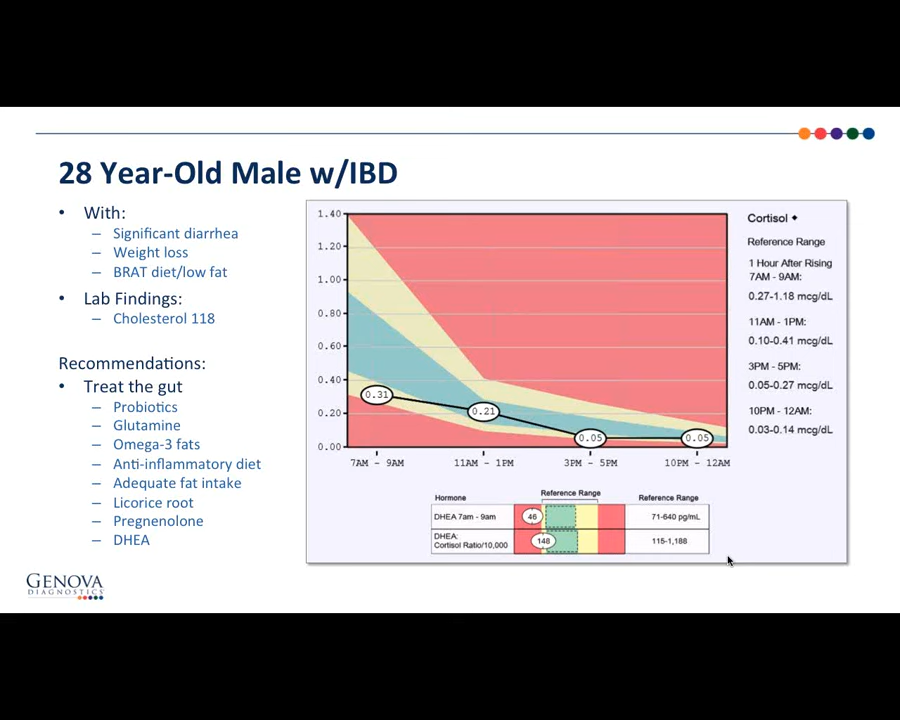 28 Year-Old Male w/IBD
• With:
– Significant diarrhea
– Weight loss
– BRAT diet/low fat
• Lab Findings:
– Cholesterol 118
Recommendations:
• Treat the gut
– Probiotics
– Glutamine
– Omega-3 fats
– Anti-inflammatory diet
– Adequate fat intake
– Licorice root
– Pregnenolone
– DHEA
GENOVA
DIAGNOSTICS
1.40
1.20
1.00
0.80
0.60
0.40
0.20
0.00
0.31
0.21
0.05
0.05
7AM – 9AM
11AM – 1PM
3PM – 5PM
10PM – 12AM
Cortisol ♦
Reference Range
1 Hour After Rising
7AM - 9AM:
0.27-1.18 mcg/dL
11AM - 1PM:
0.10-0.41 mcg/dL
3PM - 5PM:
0.05-0.27 mcg/dL
10PM - 12AM:
0.03-0.14 mcg/dL
Hormone
Reference Range
Reference Range
DHEA 7am - 9am
46
71-640 pg/mL
DHEA:
Cortisol Ratio/10,000
148
115-1,188